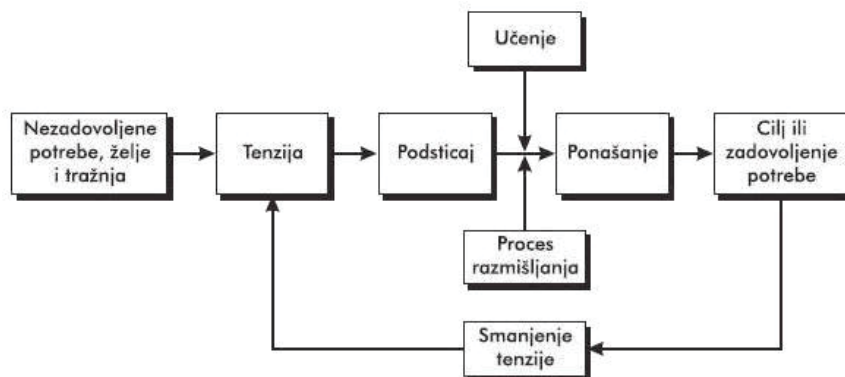 Učenje
Nezadovoljene
potrebe, želje
i tražnja
Tenzija
Podsticaj
Ponašanje
Cilj ili
zadovoljenje
potrebe
Proces
razmišljanja
Smanjenje
tenzije